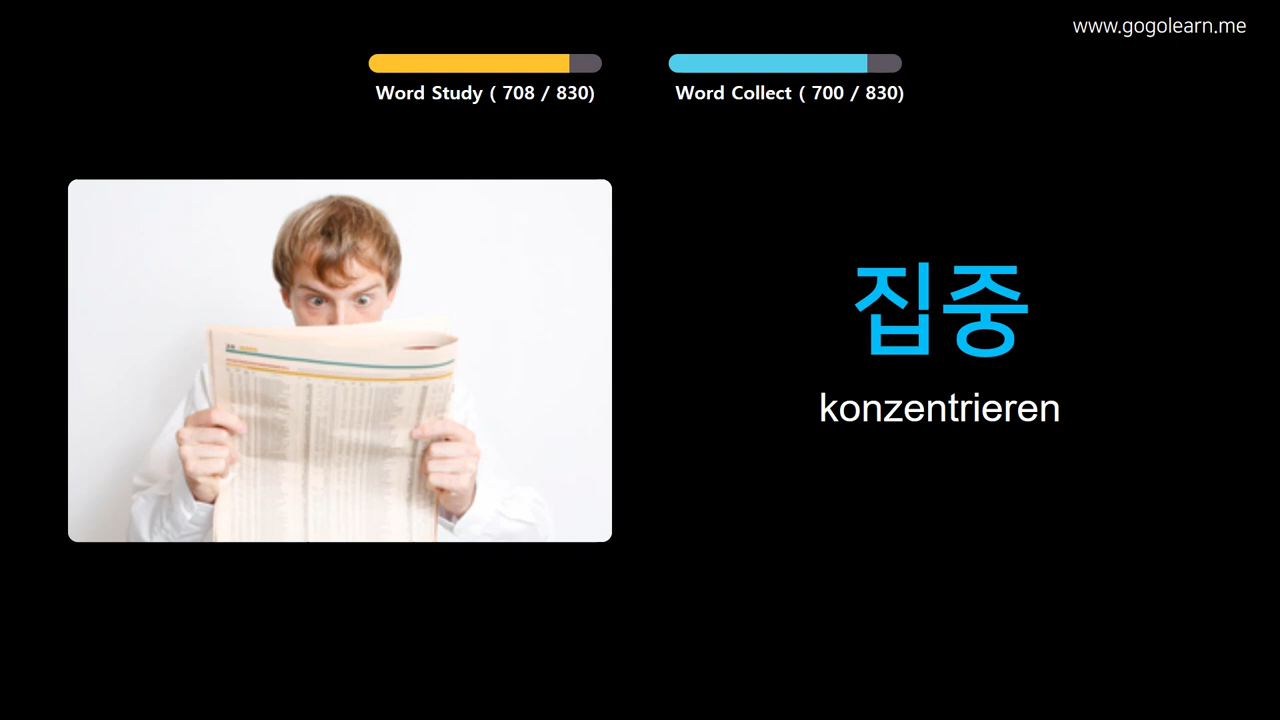 www.gogolearn.me
Word Study ( 708 / 830)
Word Collect ( 700 / 830)
집중
konzentrieren